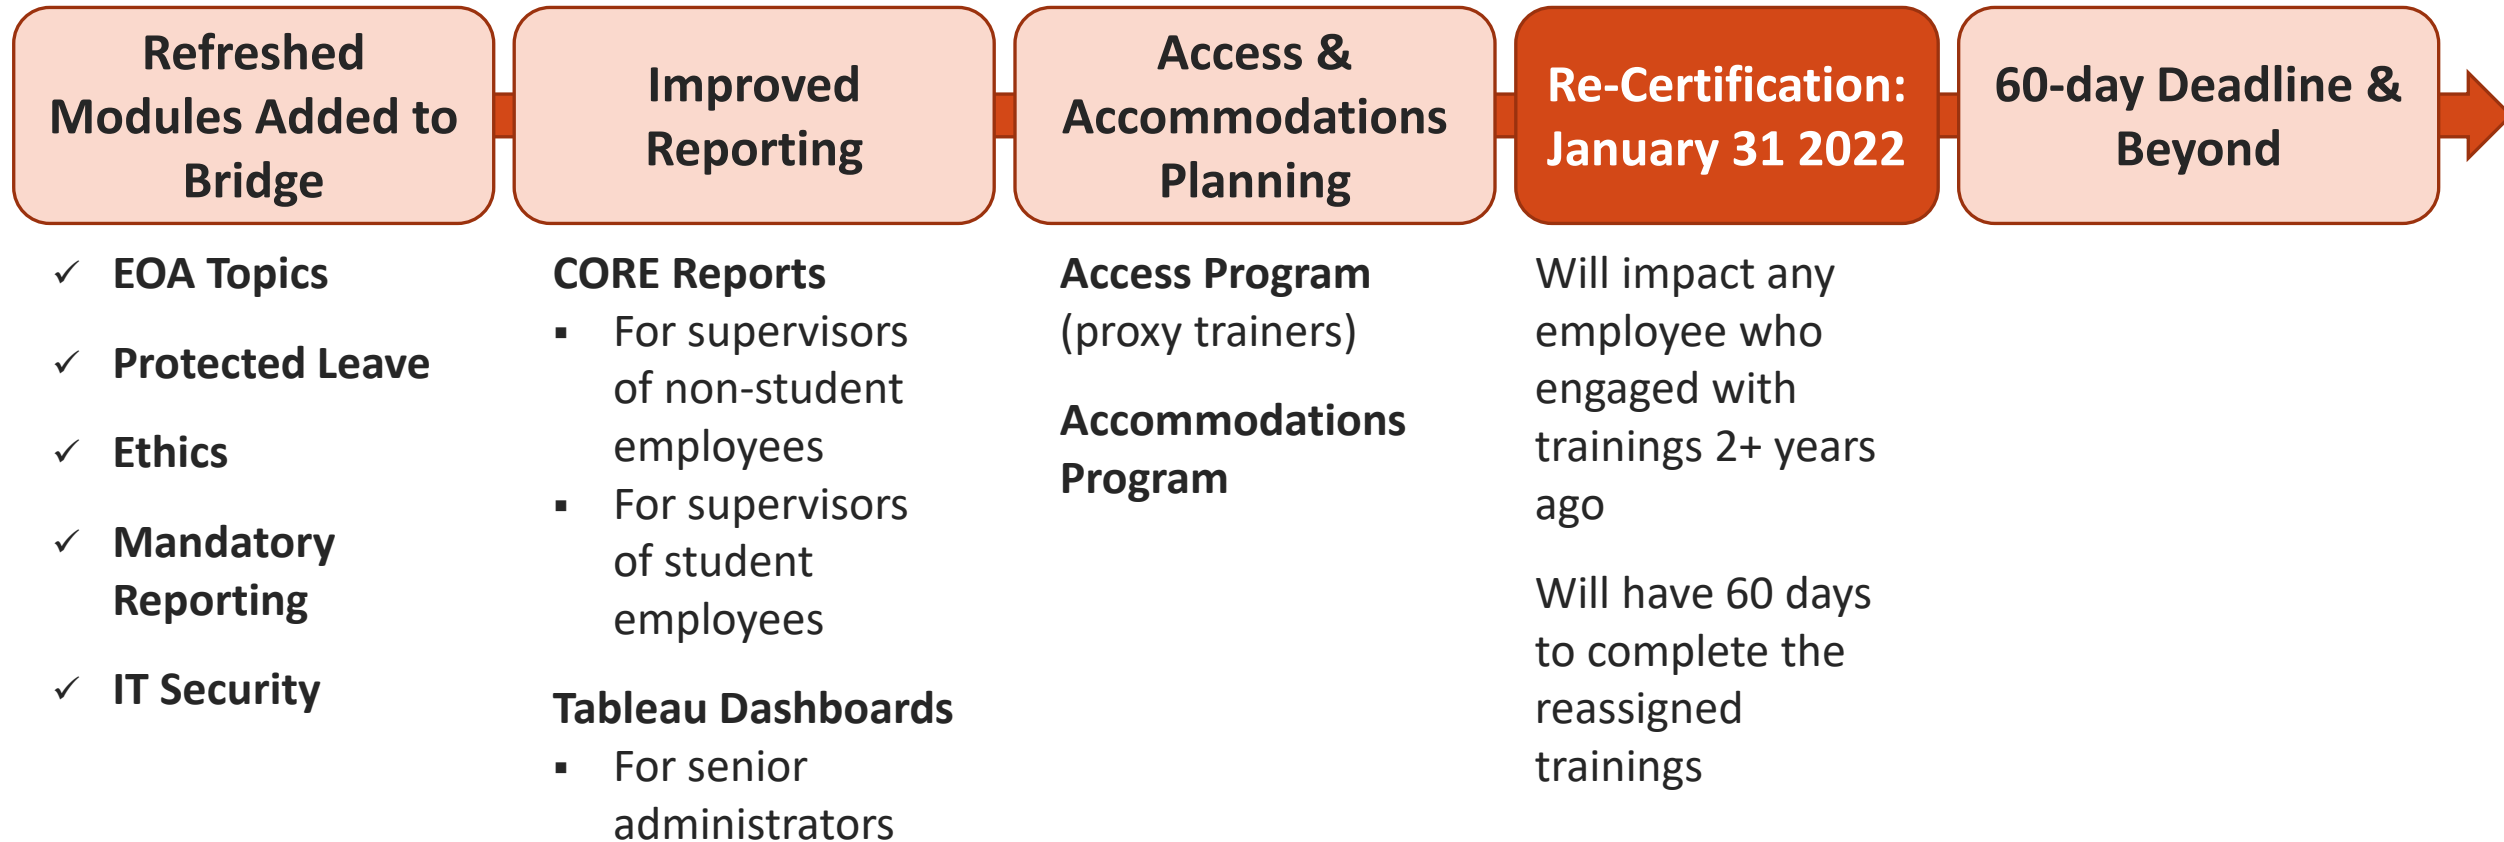 Refreshed
Modules Added to
Bridge
Improved
Reporting
Access &
Accommodations
Planning
Re-Certification:
January 31 2022
60-day Deadline &
Beyond
✓ EOA Topics
✓ Protected Leave
✓ Ethics
✓ Mandatory
Reporting
✓ IT Security
CORE Reports
▪ For supervisors
of non-student
employees
▪ For supervisors
of student
employees
Tableau Dashboards
▪ For senior
administrators
Access Program
(proxy trainers)
Accommodations
Program
Will impact any
employee who
engaged with
trainings 2+ years
ago
Will have 60 days
to complete the
reassigned
trainings